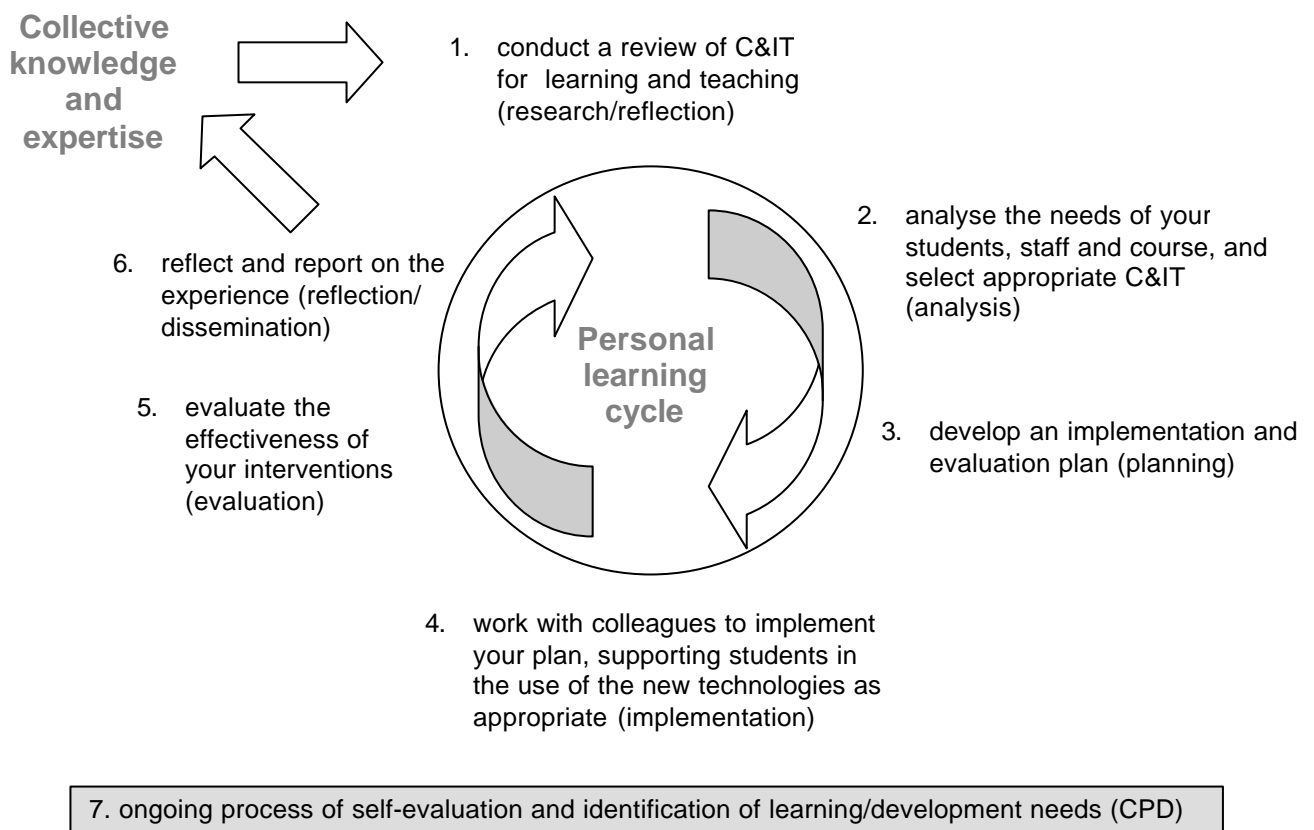 Collective
knowledge
and
expertise
1. conduct a review of C&IT
for learning and teaching
(research/reflection)
2. analyse the needs of your
students, staff and course, and
select appropriate C&IT
(analysis)
3. develop an implementation and
evaluation plan (planning)
4. work with colleagues to implement
your plan, supporting students in
the use of the new technologies as
appropriate (implementation)
5. evaluate the
effectiveness of
your interventions
(evaluation)
6. reflect and report on the
experience (reflection/
dissemination)
Personal
learning
cycle
7. ongoing process of self-evaluation and identification of learning/development needs (CPD)